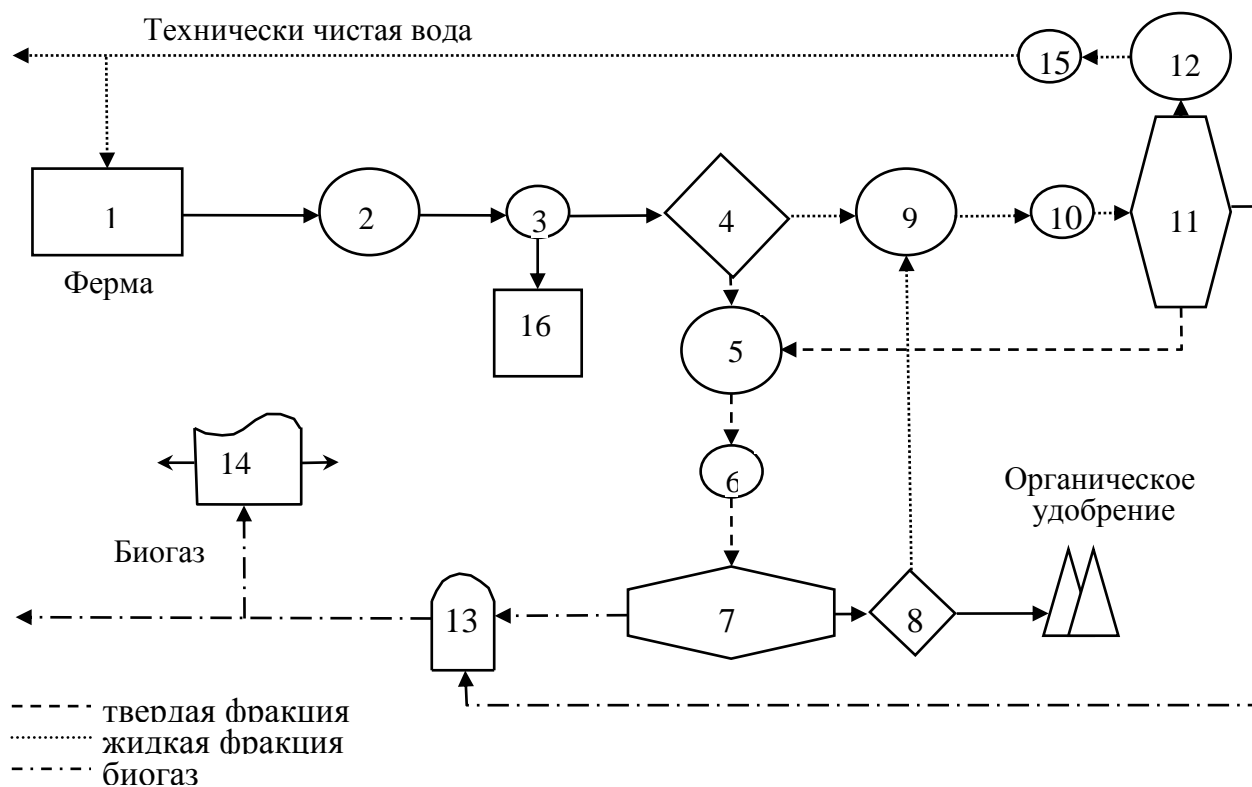 Технически чистая вода
15
12
1
2
3
4
9
10
11
Ферма
16
5
14
6
Органическое
удобрение
Биогаз
13
7
8
твердая фракция
жидкая фракция
биогаз